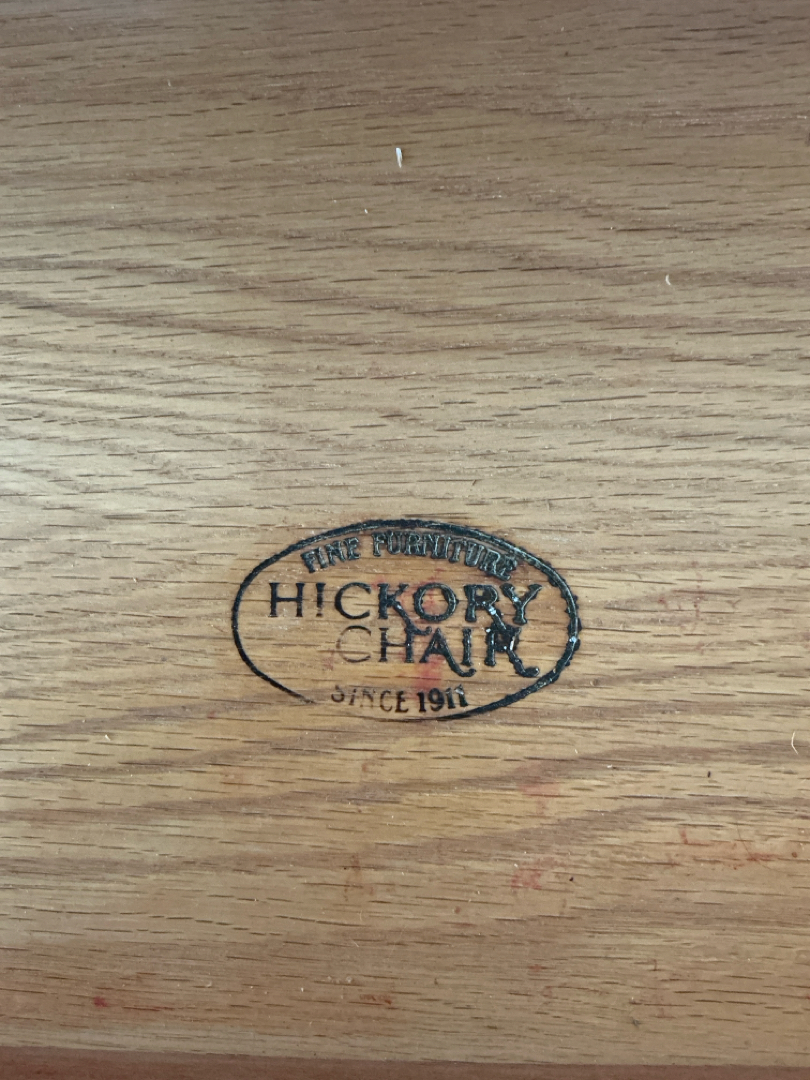 FINE FURNITURE
HICKORY
CHAIR
SINCE 1911